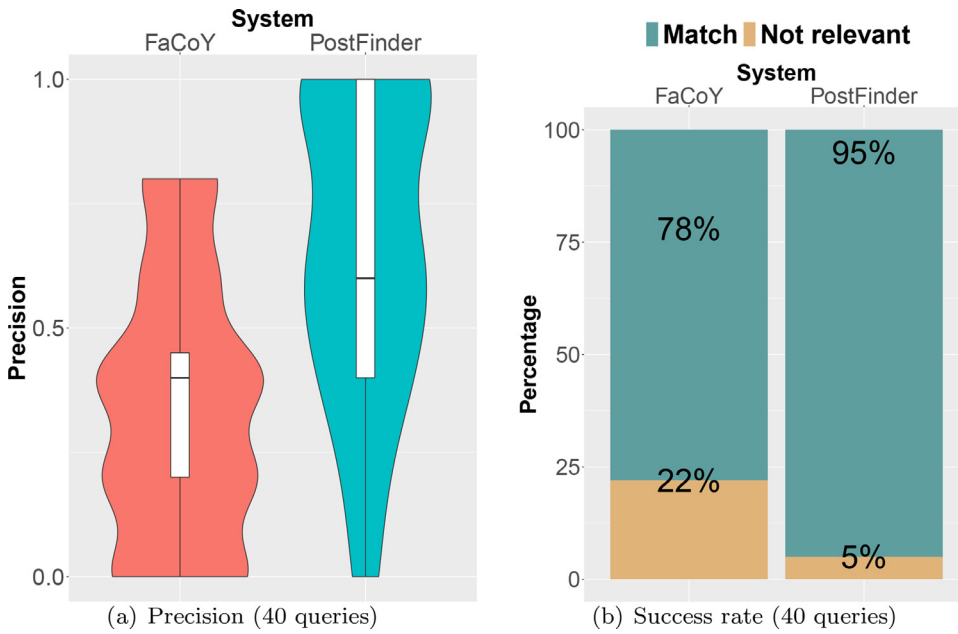 System
FaCoY PostFinder
1.0
0.5
0.0
Precision
(a) Precision (40 queries)
Match Not relevant
System
FaCoY PostFinder
100
75
50
25
0
Percentage
95%
78%
22%
5%
(b) Success rate (40 queries)